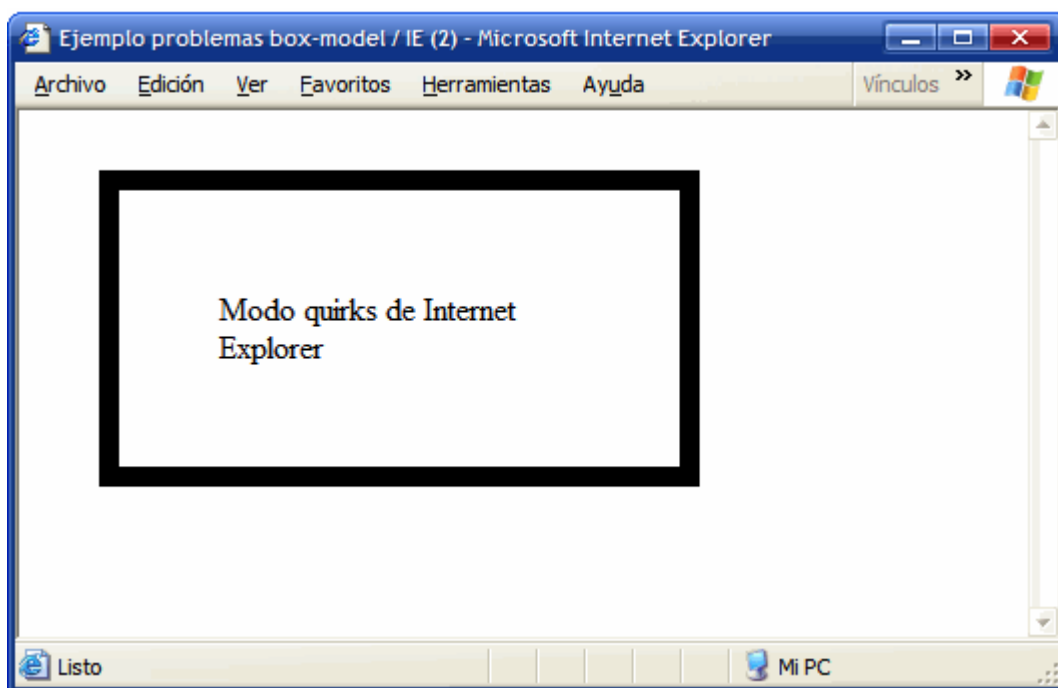 Ejemplo problemas box-model / IE (2) - Microsoft Internet Explorer
Archivo Edición Ver Favoritos Herramientas Ayuda Vínculos »
Modo quirks de Internet
Explorer
Listo Mi PC